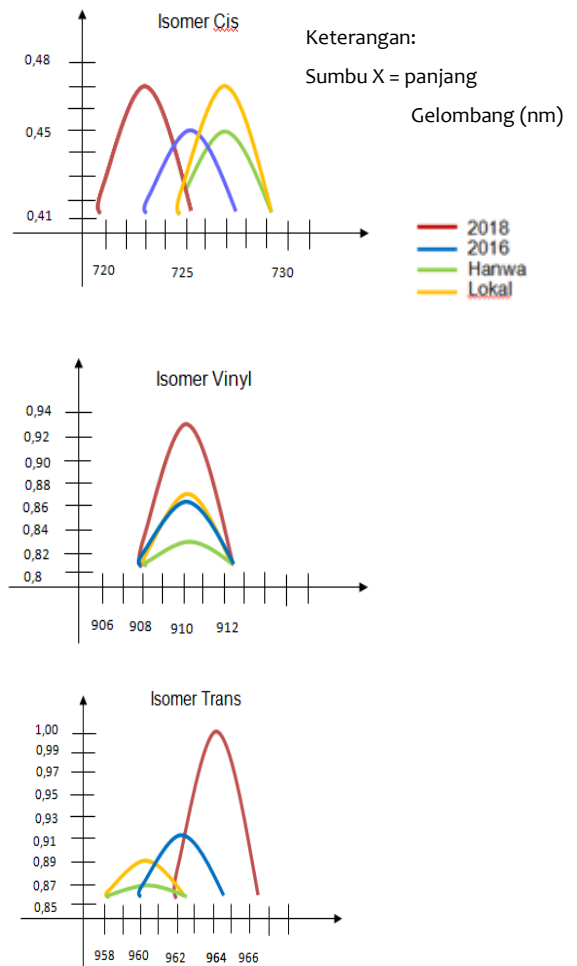 Isomer Cis
Keterangan:
Sumbu X = panjang
Gelombang (nm)
0,48
0,45
0,41
720 725 730
2018
2016
Hanwa
Lokal
Isomer Vinyl
0,94
0,92
0,90
0,88
0,86
0,84
0,82
0,8
906 908 910 912
Isomer Trans
1,00
0,99
0,97
0,95
0,93
0,91
0,89
0,87
0,85
958 960 962 964 966